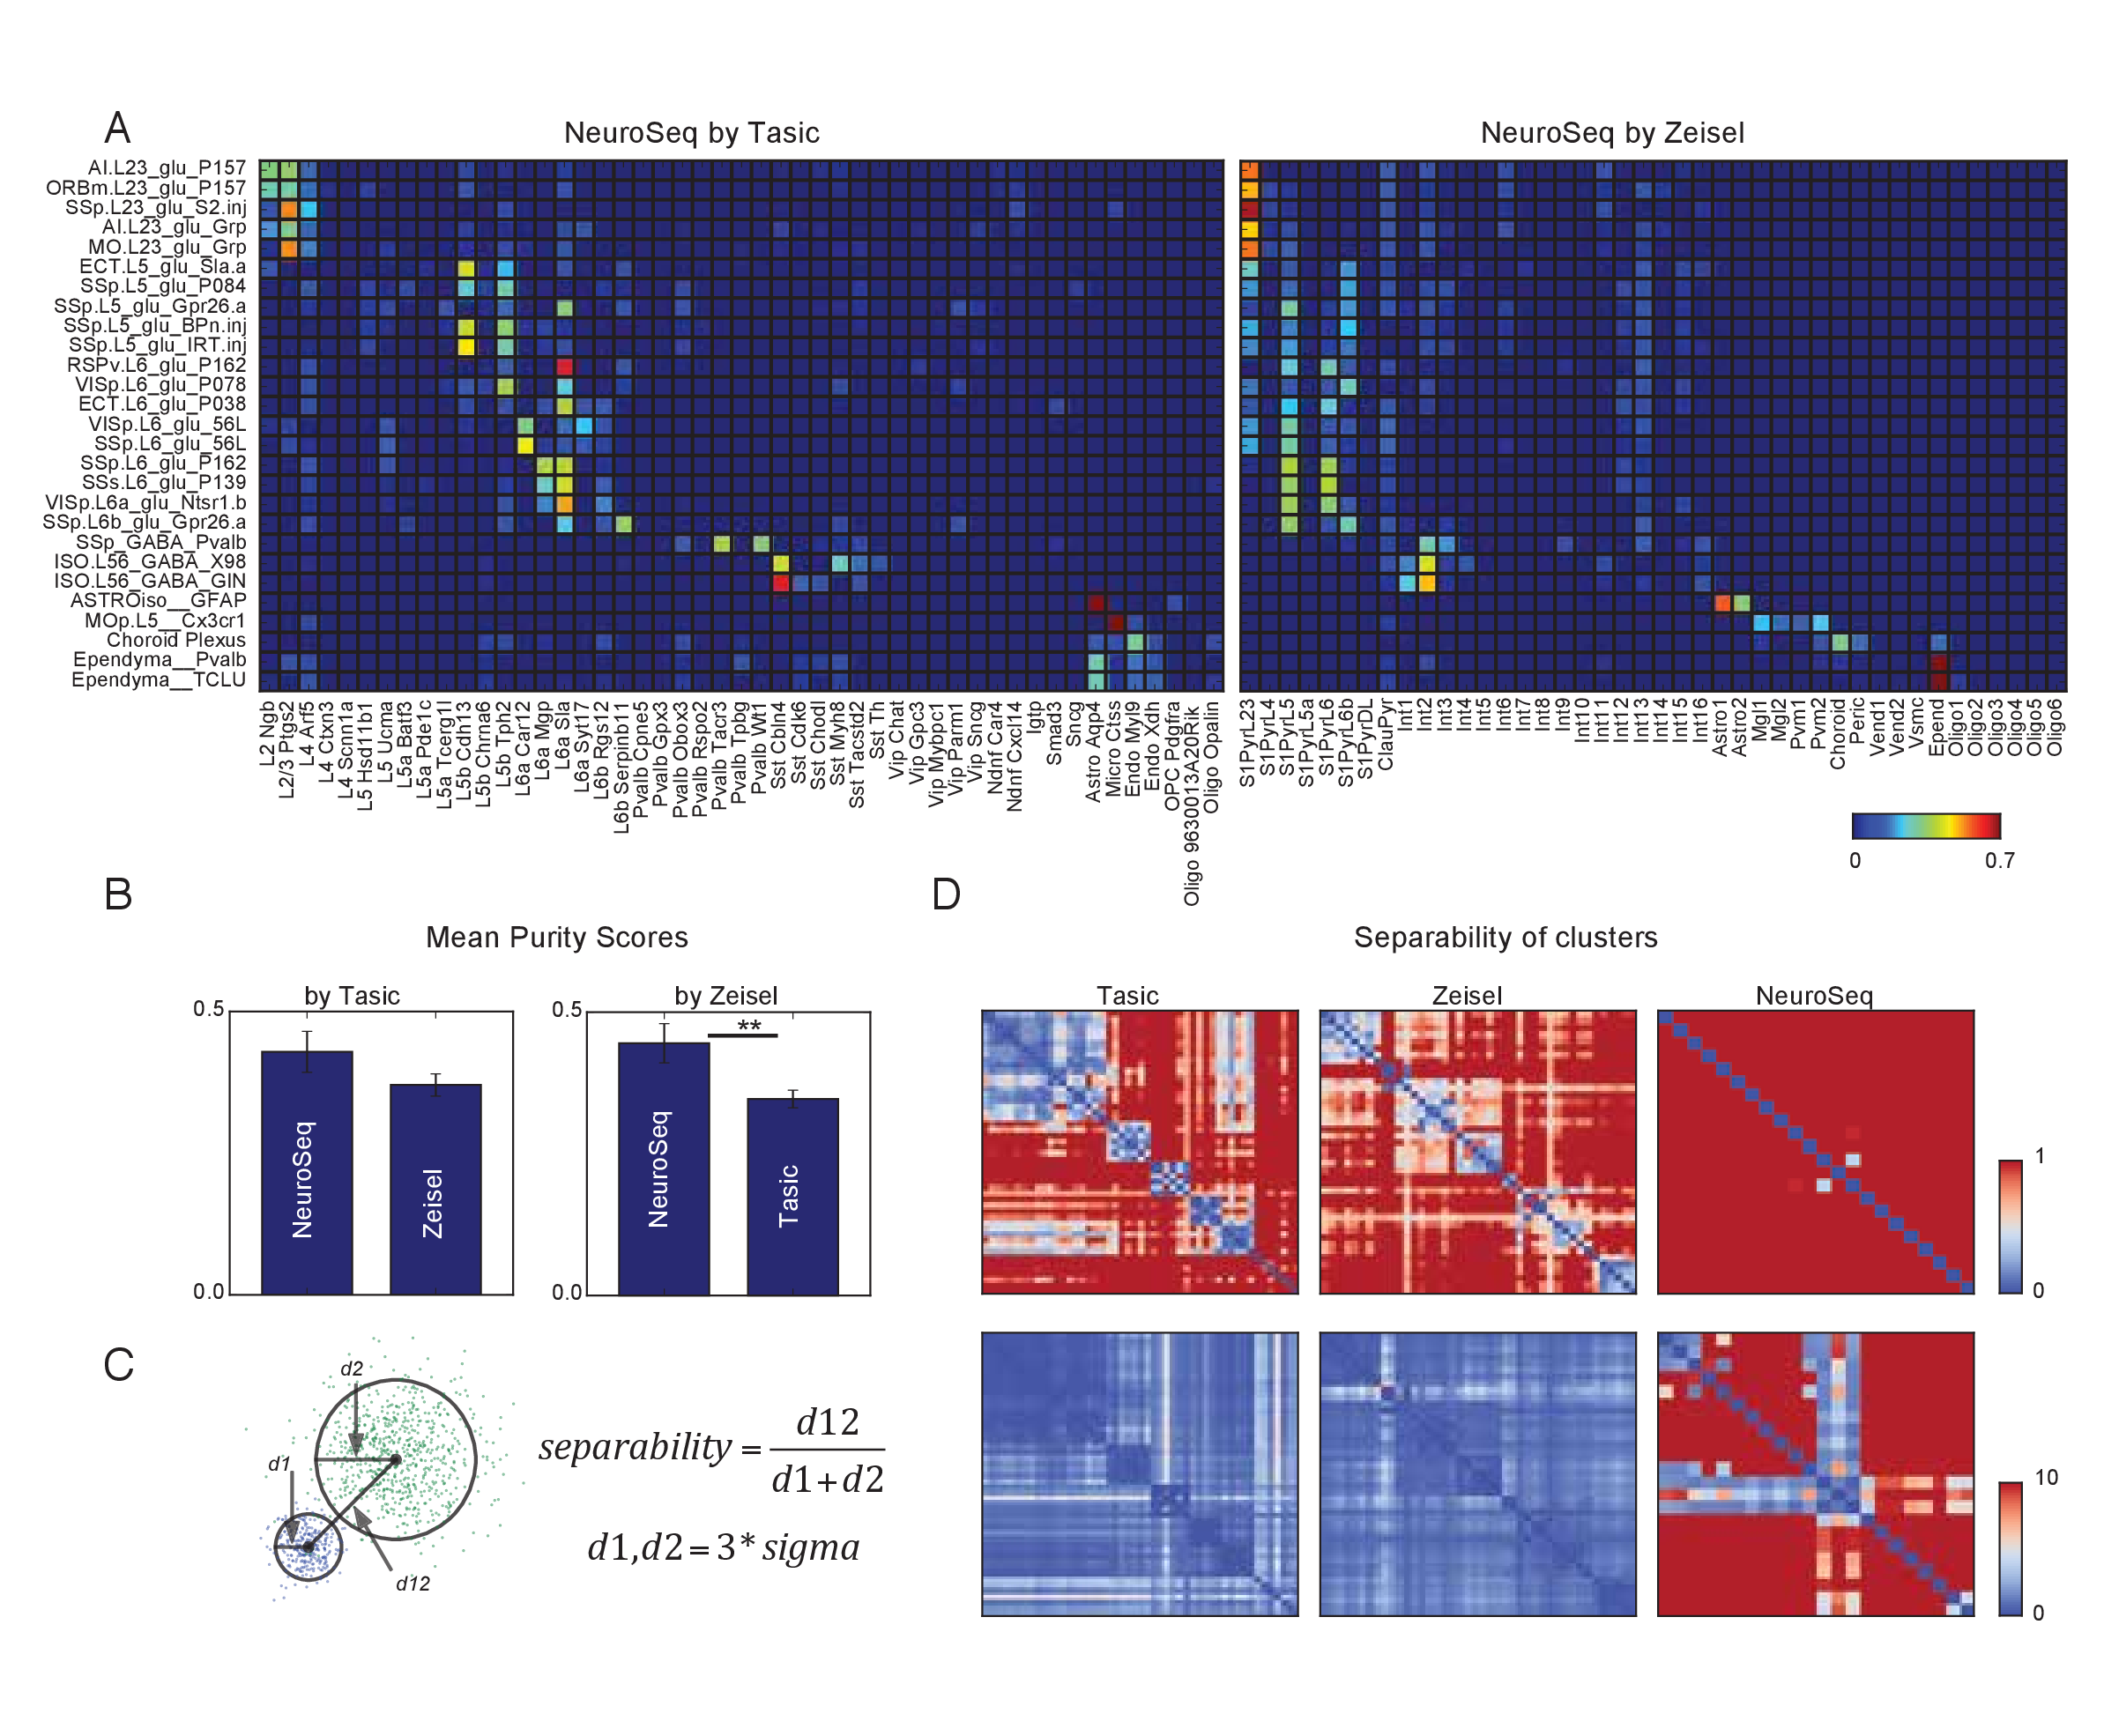 A
NeuroSeq by Tasic
NeuroSeq by Zeisel
AI.L23_glu_P157
ORBm.L23_glu_P157
SSp.L23_glu_S2.inj
AI.L23_glu_Grp
MO.L23_glu_Grp
ECT.L5_glu_Sla.a
SSp.L5_glu_P084
SSp.L5_glu_Gpr26.a
SSp.L5_glu_BPn.inj
SSp.L5_glu_IRT.inj
RSPv.L6_glu_P162
VISp.L6_glu_P078
ECT.L6_glu_P038
VISp.L6_glu_56L
SSp.L6_glu_56L
SSp.L6_glu_P162
SSs.L6_glu_P139
VISp.L6a_glu_Ntsr1.b
SSp.L6b_glu_Gpr26.a
SSp_GABA_Pvalb
ISO.L56_GABA_X98
ISO.L56_GABA_GIN
ASTROiso__GFAP
MOp.L5__Cx3cr1
Choroid Plexus
Ependyma__Pvalb
Ependyma__TCLU
L2 Ngb
L2/3 Ptgs2
L4 Arf5
L4 Ctxn3
L4 Scnn1a
L5 Hsd11b1
L5 Ucma
L5a Batf3
L5a Pde1c
L5a Tcerg1l
L5b Cdh13
L5b Chrna6
L5b Tph2
L6a Car12
L6a Mgp
L6a Sla
L6a Syt17
L6b Rgs12
L6b Serpinb11
Pvalb Cpne5
Pvalb Gpx3
Pvalb Obox3
Pvalb Rspo2
Pvalb Tacr3
Pvalb Tpbg
Pvalb Wt1
Sst Cbln4
Sst Cdk6
Sst Chodl
Sst Myh8
Sst Tacstd2
Sst Th
Vip Chat
Vip Gpc3
Vip Mybpc1
Vip Parm1
Vip Sncg
Ndnf Car4
Ndnf Cxcl14
Igtp
Smad3
Sncg
Astro Aqp4
Micro Ctss
Endo Myl9
Endo Xdh
OPC Pdgfra
Oligo 9630013A20Rik
Oligo Opalin
S1PyrL23
S1PyrL4
S1PyrL5
S1PyrL5a
S1PyrL6
S1PyrL6b
S1PyrDL
ClauPyr
Int1
Int2
Int3
Int4
Int5
Int6
Int7
Int8
Int9
Int10
Int11
Int12
Int13
Int14
Int15
Int16
Astro1
Astro2
Mgl1
Mgl2
Pvm1
Pvm2
Choroid
Peric
Vend1
Vend2
Vsmc
Epend
Oligo1
Oligo2
Oligo3
Oligo4
Oligo5
Oligo6
0 0.7
B
Mean Purity Scores
by Tasic
0.5
0.0
NeuroSeq
Zeisel
by Zeisel
0.5
0.0
**
NeuroSeq
Tasic
C
d2
d1
d12
separability = d12
d1+d2
d1,d2=3*sigma
D
Separability of clusters
Tasic
Zeisel
NeuroSeq
1
0
10
0